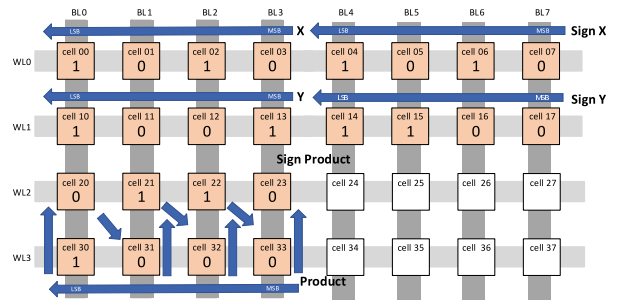 BL0 BL1 BL2 BL3 BL4 BL5 BL6 BL7
LSB MSB X LSB MSB Sign X
WL0 cell 00 cell 01 cell 02 cell 03 cell 04 cell 05 cell 06 cell 07
1 0 1 0 1 0 1 0
LSB MSB Y LSB MSB Sign Y
WL1 cell 10 cell 11 cell 12 cell 13 cell 14 cell 15 cell 16 cell 17
1 0 0 1 1 1 0 0
Sign Product
WL2 cell 20 cell 21 cell 22 cell 23 cell 24 cell 25 cell 26 cell 27
0 1 1 0
WL3 cell 30 cell 31 cell 32 cell 33 cell 34 cell 35 cell 36 cell 37
1 0 0 0
Product
LSB MSB